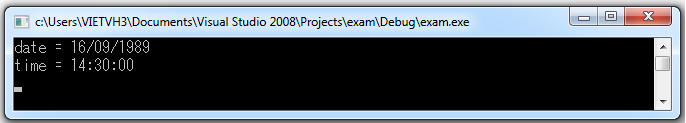 c:\Users\VIETVH3\Documents\Visual Studio 2008\Projects\exam\Debug\exam.exe
date = 16/09/1989
time = 14:30:00